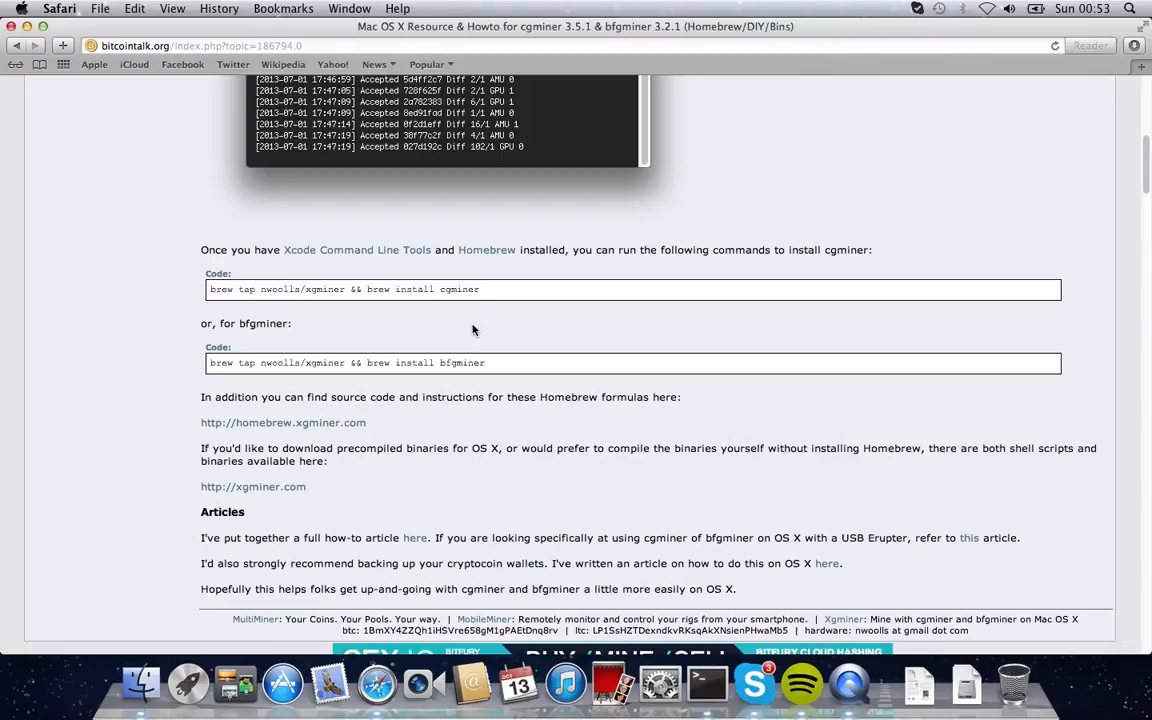 Safari File Edit View History Bookmarks Window Help Sun 00:53
Mac OS X Resource & Howto for cgminer 3.5.1 & bfgminer 3.2.1 (Homebrew/DIY/Bins)
bitcointalk.org/index.php?topic=186794.0 Reader
Apple iCloud Facebook Twitter Wikipedia Yahoo! News Popular
[2013-07-01 17:46:59] Accepted 5d4ff2c7 Diff 2/1 AMU 0
[2013-07-01 17:47:05] Accepted 728f625f Diff 2/1 GPU 1
[2013-07-01 17:47:09] Accepted 2a782383 Diff 6/1 GPU 1
[2013-07-01 17:47:09] Accepted 8ed91fad Diff 1/1 AMU 0
[2013-07-01 17:47:14] Accepted 0f2d1eff Diff 16/1 AMU 1
[2013-07-01 17:47:19] Accepted 38f77c2f Diff 4/1 AMU 0
[2013-07-01 17:47:19] Accepted 027d192c Diff 102/1 GPU 0
Once you have Xcode Command Line Tools and Homebrew installed, you can run the following commands to install cgminer:
Code:
brew tap nwoolls/xgminer && brew install cgminer
or, for bfgminer:
Code:
brew tap nwoolls/xgminer && brew install bfgminer
In addition you can find source code and instructions for these Homebrew formulas here:
http://homebrew.xgminer.com
If you'd like to download precompiled binaries for OS X, or would prefer to compile the binaries yourself without installing Homebrew, there are both shell scripts and
binaries available here:
http://xgminer.com
Articles
I've put together a full how-to article here. If you are looking specifically at using cgminer of bfgminer on OS X with a USB Erupter, refer to this article.
I'd also strongly recommend backing up your cryptocoin wallets. I've written an article on how to do this on OS X here.
Hopefully this helps folks get up-and-going with cgminer and bfgminer a little more easily on OS X.
MultiMiner: Your Coins. Your Pools. Your way. | MobileMiner: Remotely monitor and control your rigs from your smartphone. | Xgminer: Mine with cgminer and bfgminer on Mac OS X
btc: 1BmXY4ZZQh1iHSVre658gM1gPAEtDnq8rv | ltc: LP1SsHZTDexndkvRKsqAkXNsienPHwaMb5 | hardware: nwoolls at gmail dot com
BITFURY BUY/MINE/SELL BITFURY CLOUD HASHING
OCT
13
3